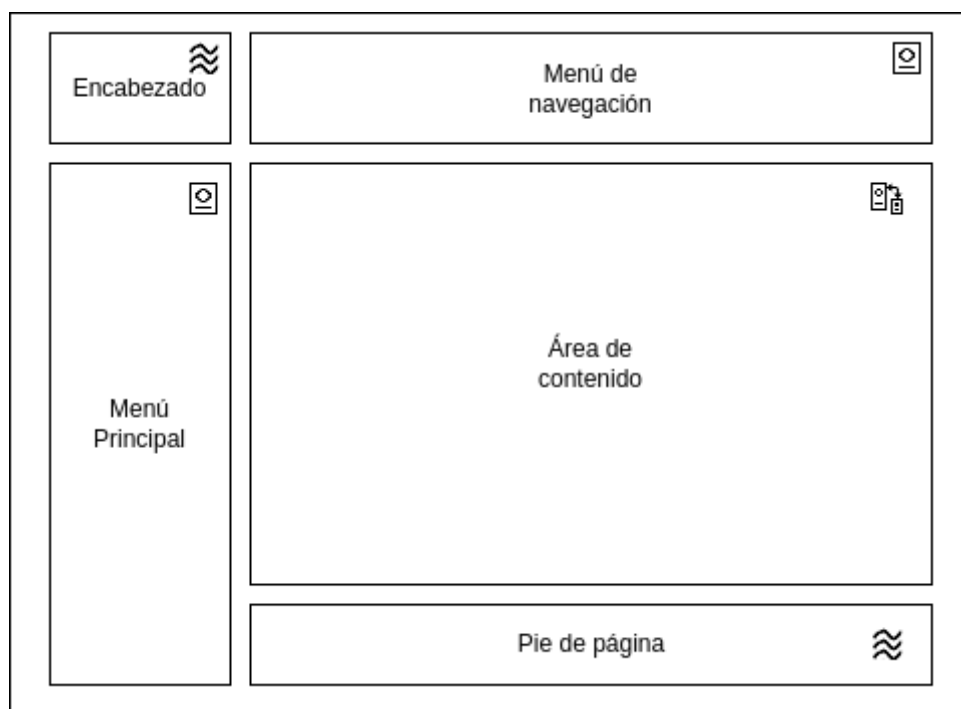 Encabezado
Menú de
navegación
Menú
Principal
Área de
contenido
Pie de página